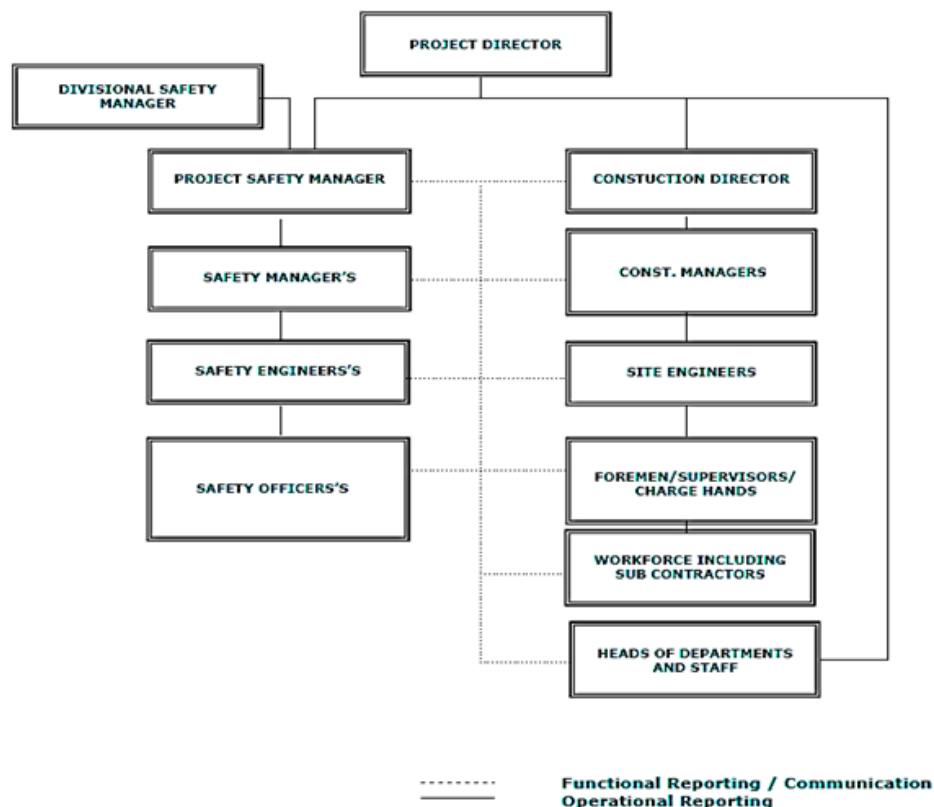 PROJECT DIRECTOR
DIVISIONAL SAFETY
MANAGER
PROJECT SAFETY MANAGER
CONSTUCTION DIRECTOR
SAFETY MANAGER'S
CONST. MANAGERS
SAFETY ENGINEERS'S
SITE ENGINEERS
SAFETY OFFICERS'S
FOREMEN/SUPERVISORS/
CHARGE HANDS
WORKFORCE INCLUDING
SUB CONTRACTORS
HEADS OF DEPARTMENTS
AND STAFF
Functional Reporting / Communication
Operational Reporting